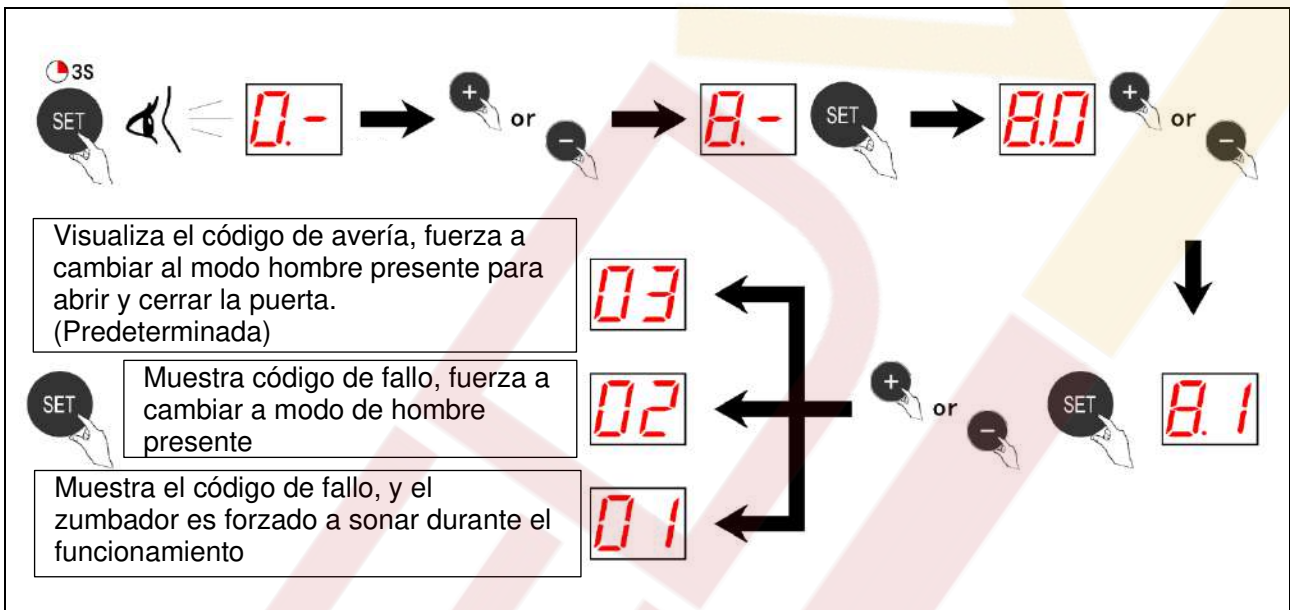 3S
SET 0.- + or - 8.- SET 8.0 + or -
Visualiza el código de avería, fuerza a
cambiar al modo hombre presente para
abrir y cerrar la puerta.
(Predeterminada)
03
SET
Muestra código de fallo, fuerza a
cambiar a modo de hombre
presente
02
+ or - SET 8.1
Muestra el código de fallo, y el
zumbador es forzado a sonar durante el
funcionamiento
01